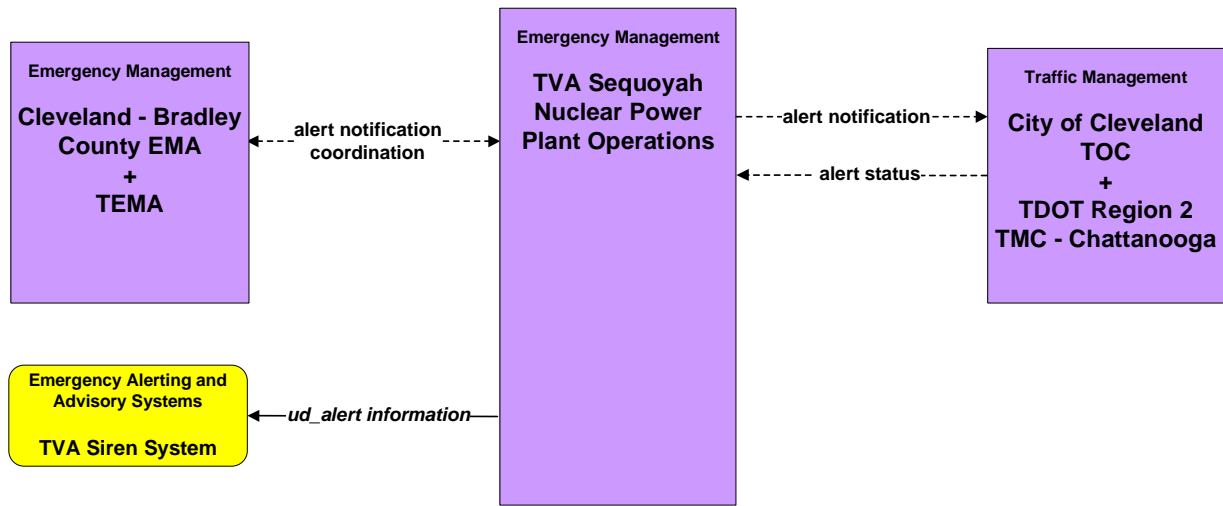 Emergency Management
Cleveland - Bradley
County EMA
+
TEMA
alert notification
coordination
Emergency Management
TVA Sequoyah
Nuclear Power
Plant Operations
alert notification
alert status
Traffic Management
City of Cleveland
TOC
+
TDOT Region 2
TMC - Chattanooga
Emergency Alerting and
Advisory Systems
TVA Siren System
ud_alert information